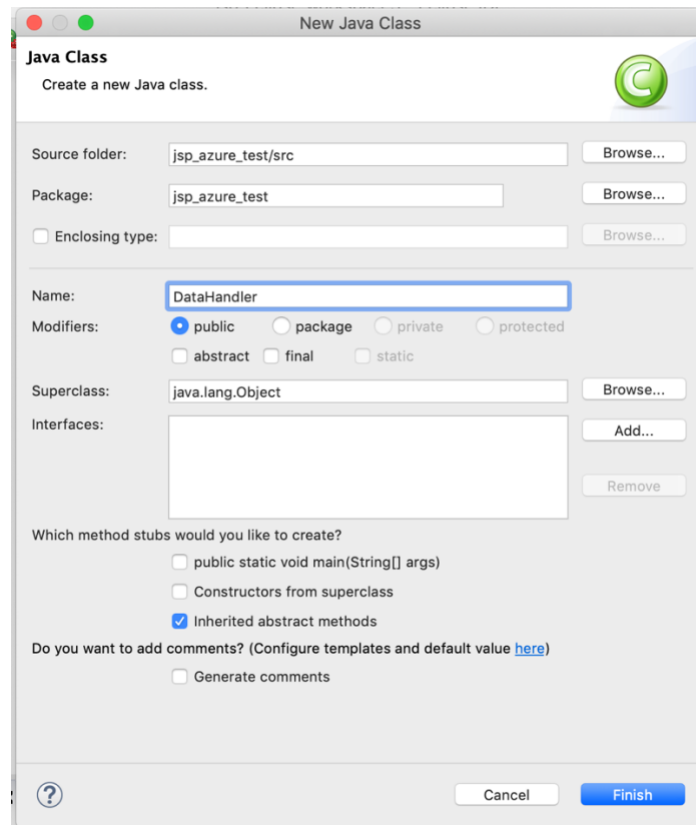 New Java Class
Java Class
Create a new Java class.
C
Source folder: jsp_azure_test/src Browse...
Package: jsp_azure_test Browse...
Enclosing type: Browse...
Name: DataHandler
Modifiers: public package private protected
abstract final static
Superclass: java.lang.Object Browse...
Interfaces: Add...
Remove
Which method stubs would you like to create?
public static void main(String[] args)
Constructors from superclass
Inherited abstract methods
Do you want to add comments? (Configure templates and default value here)
Generate comments
? Cancel Finish